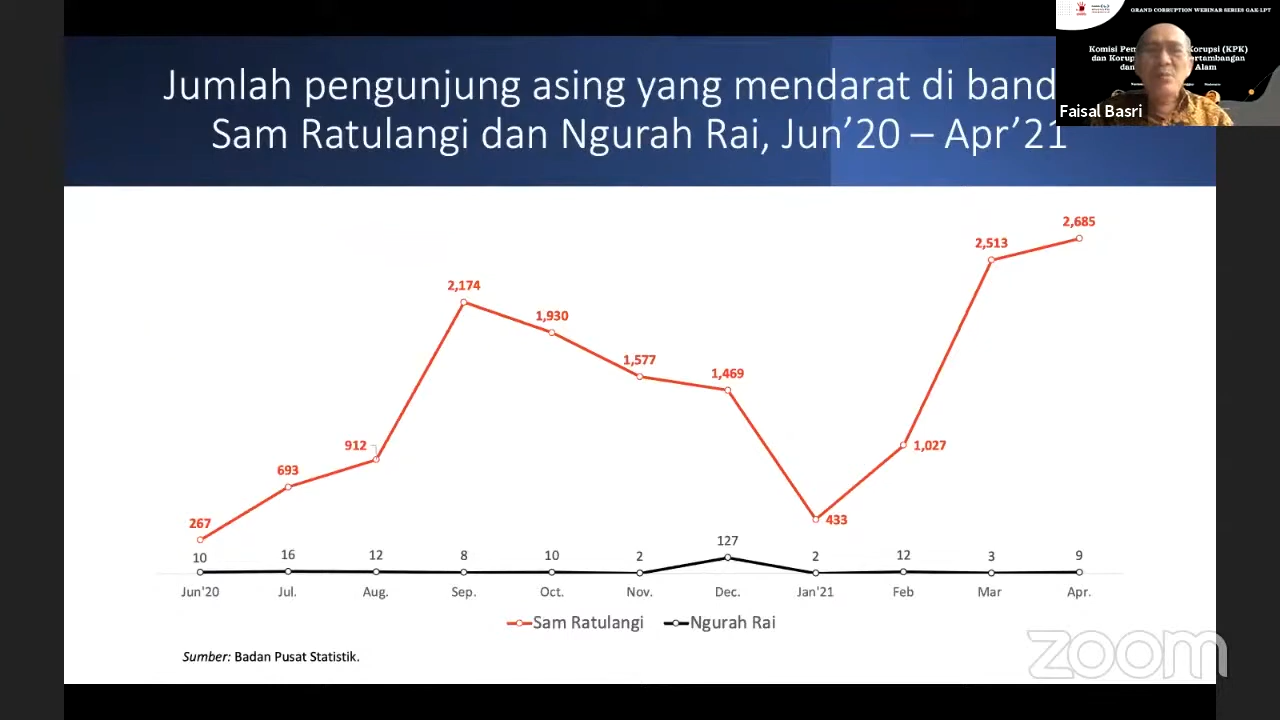 GRAND CORRUPTION WEBINAR SERIES GAK-LPT
Komisi Pem Korupsi (KPK)
dan Korup ertambangan
dan Alam
Faisal Basri
Jumlah pengunjung asing yang mendarat di band
Sam Ratulangi dan Ngurah Rai, Jun'20 – Apr'21
2,685
2,513
2,174
1,930
1,577
1,469
912
1,027
693
267
433
10 16 12 8 10 2 127 2 12 3 9
Jun'20 Jul. Aug. Sep. Oct. Nov. Dec. Jan'21 Feb Mar Apr.
Sam Ratulangi Ngurah Rai
Sumber: Badan Pusat Statistik.
zoom